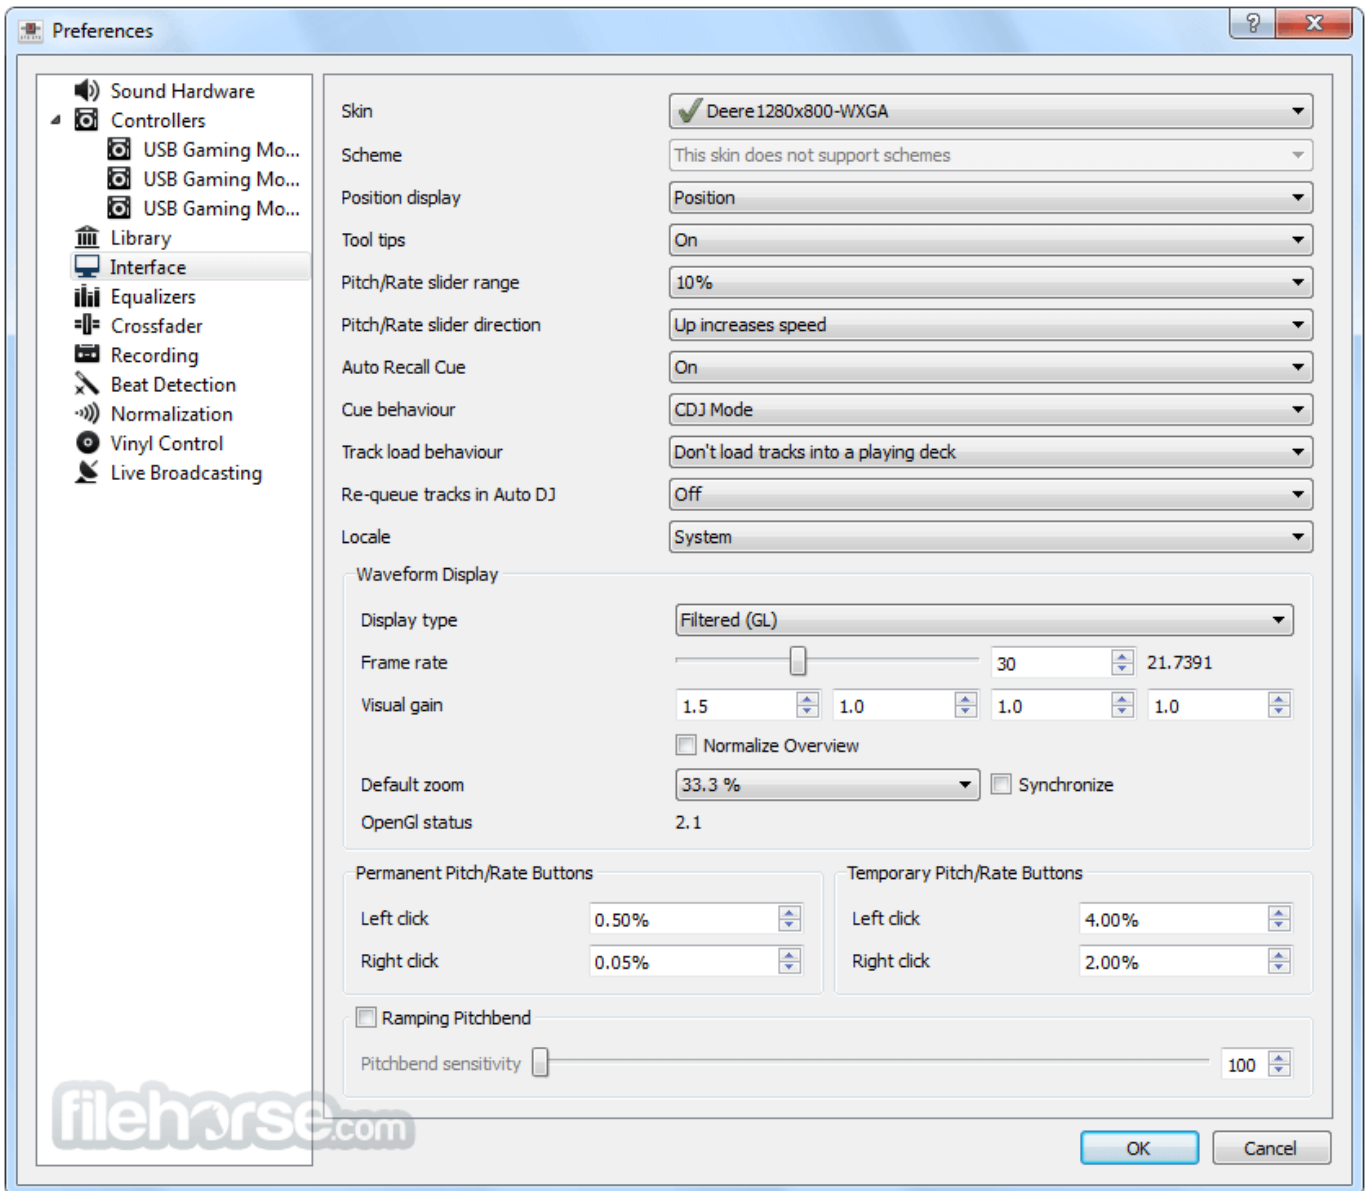 Preferences
?
Sound Hardware
Controllers
USB Gaming Mo...
USB Gaming Mo...
USB Gaming Mo...
Library
Interface
Equalizers
Crossfader
Recording
Beat Detection
Normalization
Vinyl Control
Live Broadcasting
Skin Deere1280x800-WXGA
Scheme This skin does not support schemes
Position display Position
Tool tips On
Pitch/Rate slider range 10%
Pitch/Rate slider direction Up increases speed
Auto Recall Cue On
Cue behaviour CDJ Mode
Track load behaviour Don't load tracks into a playing deck
Re-queue tracks in Auto DJ Off
Locale System
Waveform Display
Display type Filtered (GL)
Frame rate 30 21.7391
Visual gain 1.5 1.0 1.0 1.0
Normalize Overview
Default zoom 33.3 % Synchronize
OpenGl status 2.1
Permanent Pitch/Rate Buttons
Left click 0.50%
Right click 0.05%
Temporary Pitch/Rate Buttons
Left click 4.00%
Right click 2.00%
Ramping Pitchbend
Pitchbend sensitivity 100
filehorse.com
OK Cancel